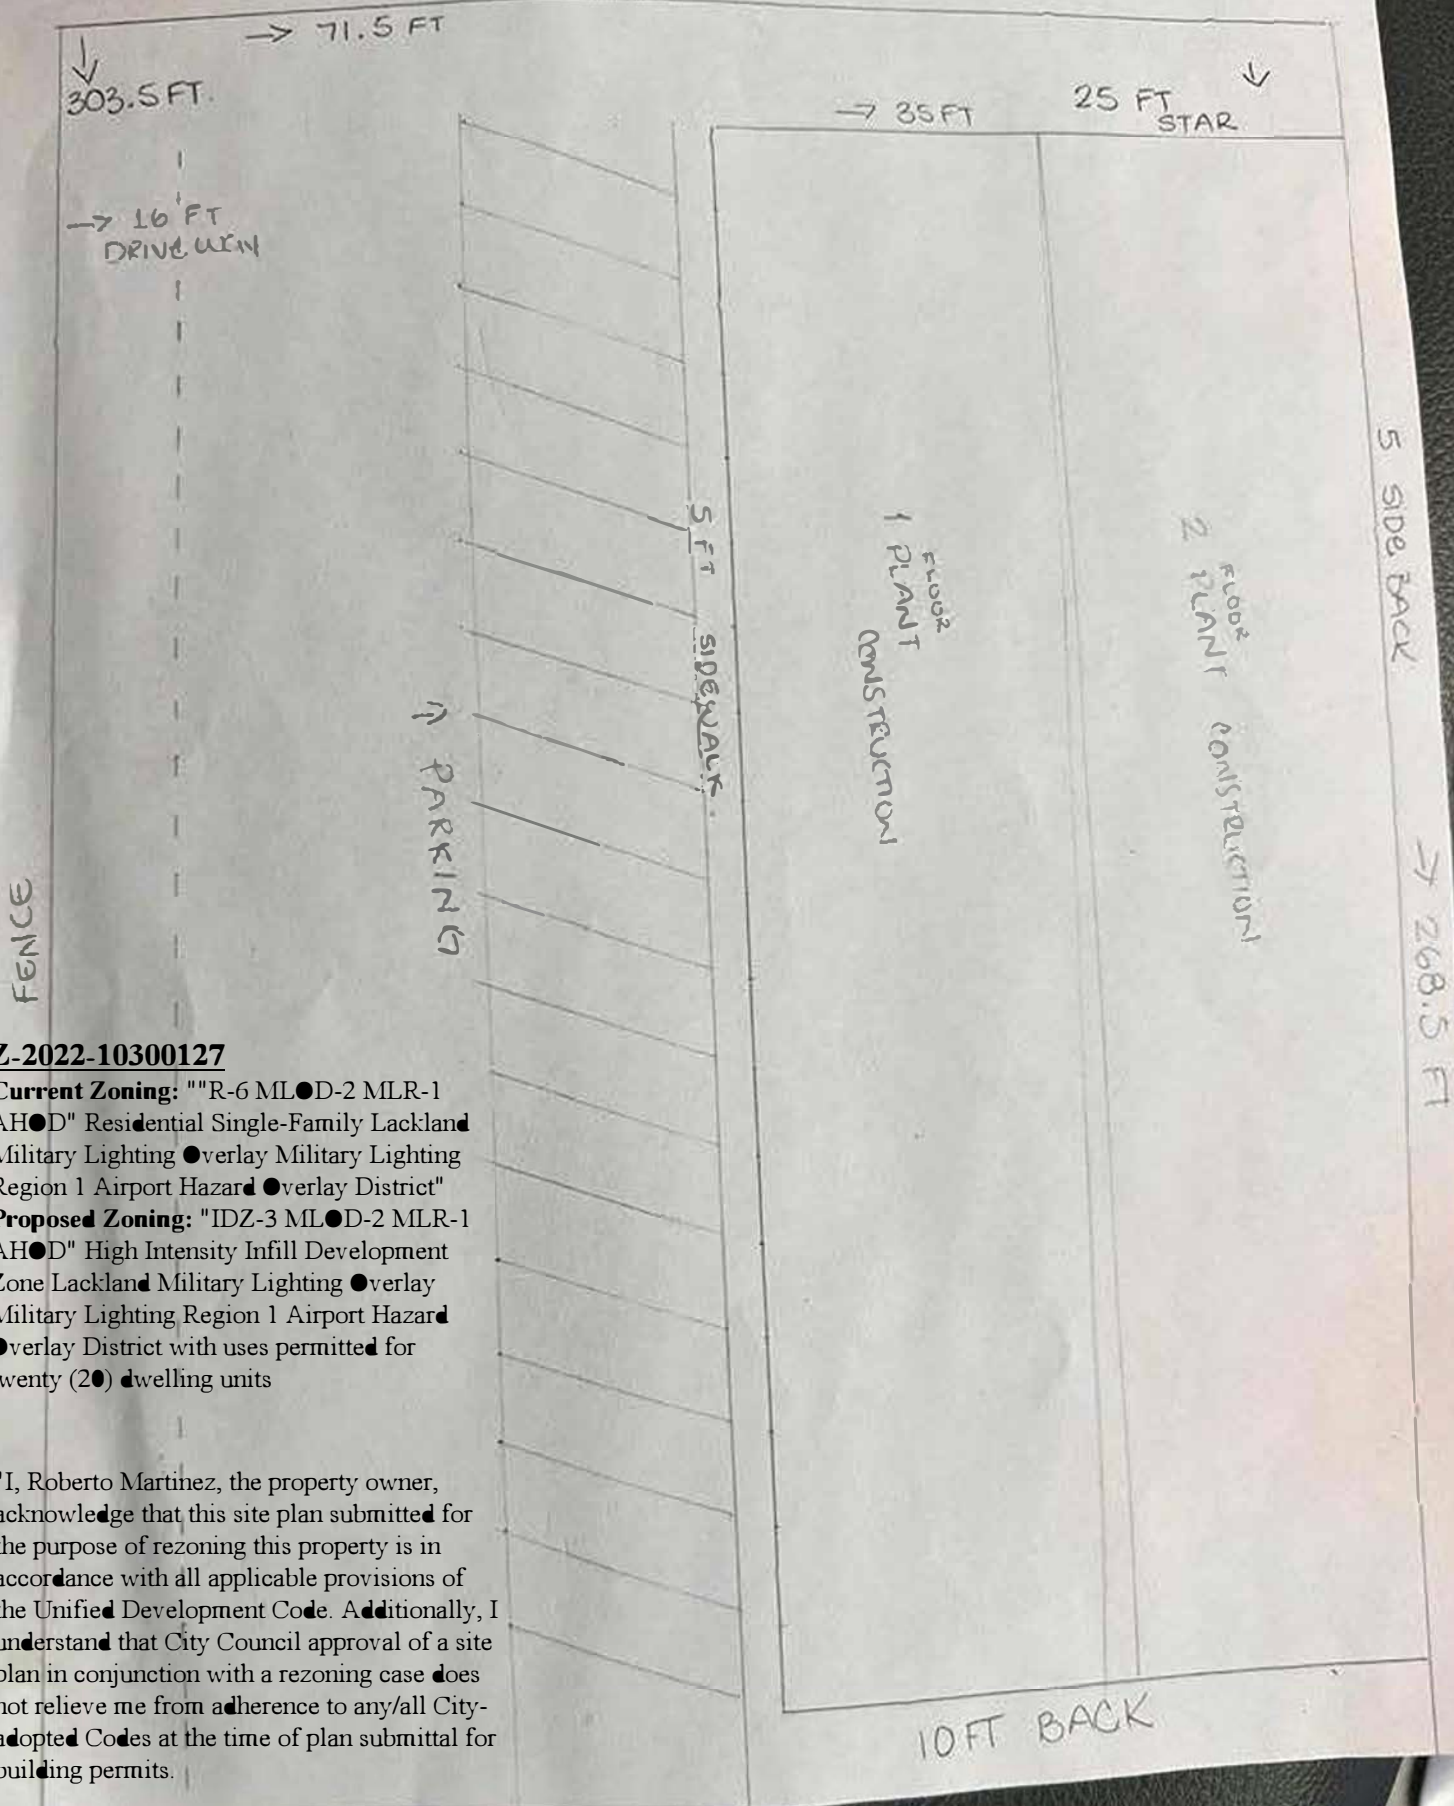 → 71.5 FT
↓
303.5 FT.
→ 35 FT
25 FT
STAR
↓
→ 16 FT
DRIVEWAY
5 SIDE BACK
→ 268.5 FT
5 FT SIDEWALK.
FLOOR
1 PLANT CONSTRUCTION
FLOOR
2 PLANT CONSTRUCTION
⇒ PARKING
FENCE
Z-2022-10300127
Current Zoning: ""R-6 MLOD-2 MLR-1
AHOD" Residential Single-Family Lackland
Military Lighting Overlay Military Lighting
Region 1 Airport Hazard Overlay District"
Proposed Zoning: "IDZ-3 MLOD-2 MLR-1
AHOD" High Intensity Infill Development
Zone Lackland Military Lighting Overlay
Military Lighting Region 1 Airport Hazard
Overlay District with uses permitted for
twenty (20) dwelling units
"I, Roberto Martinez, the property owner,
acknowledge that this site plan submitted for
the purpose of rezoning this property is in
accordance with all applicable provisions of
the Unified Development Code. Additionally, I
understand that City Council approval of a site
plan in conjunction with a rezoning case does
not relieve me from adherence to any/all City-
adopted Codes at the time of plan submittal for
building permits.
10 FT BACK